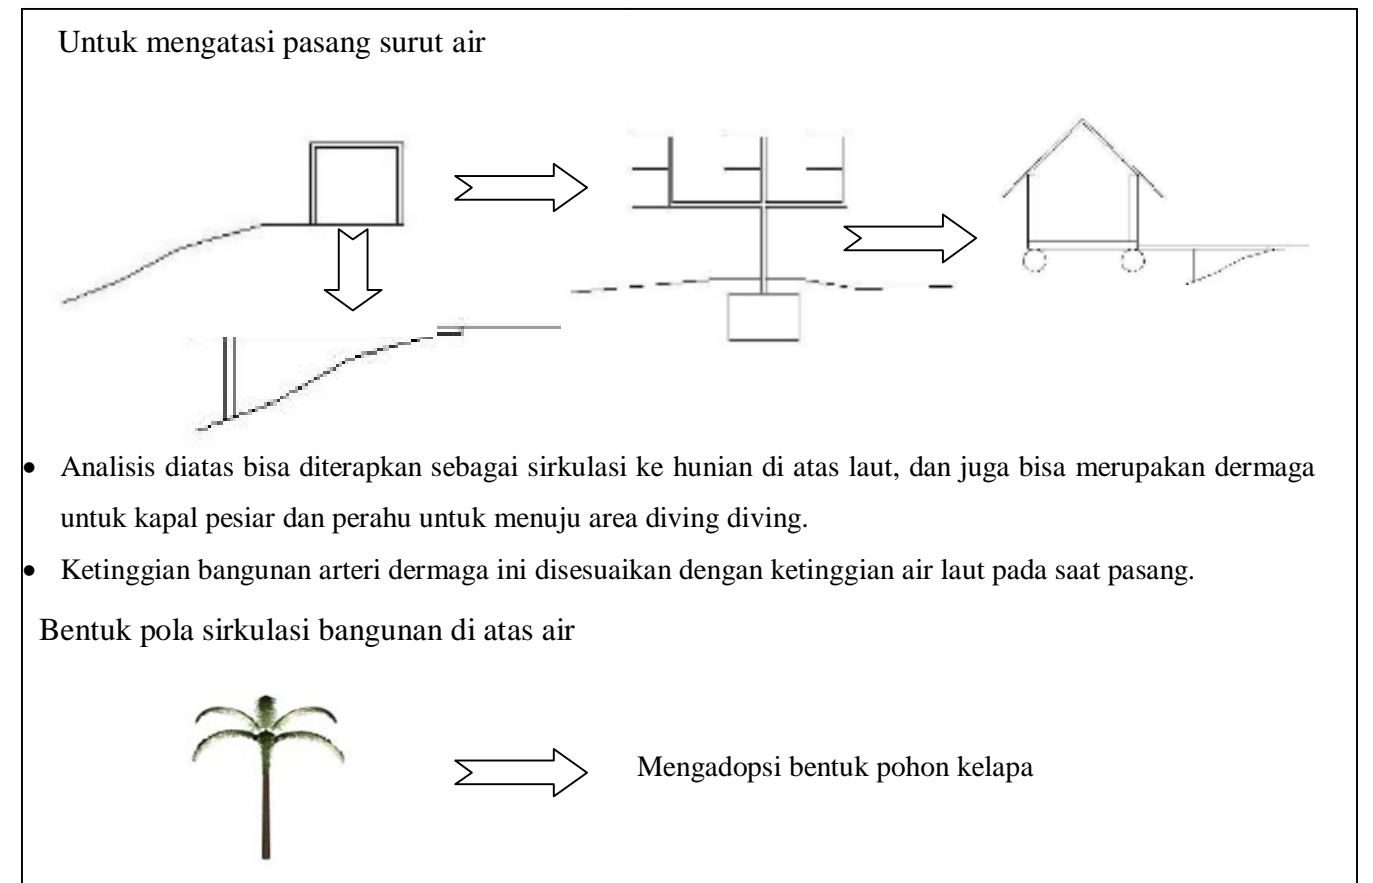 Untuk mengatasi pasang surut air
• Analisis diatas bisa diterapkan sebagai sirkulasi ke hunian di atas laut, dan juga bisa merupakan dermaga
untuk kapal pesiar dan perahu untuk menuju area diving diving.
• Ketinggian bangunan arteri dermaga ini disesuaikan dengan ketinggian air laut pada saat pasang.
Bentuk pola sirkulasi bangunan di atas air
Mengadopsi bentuk pohon kelapa